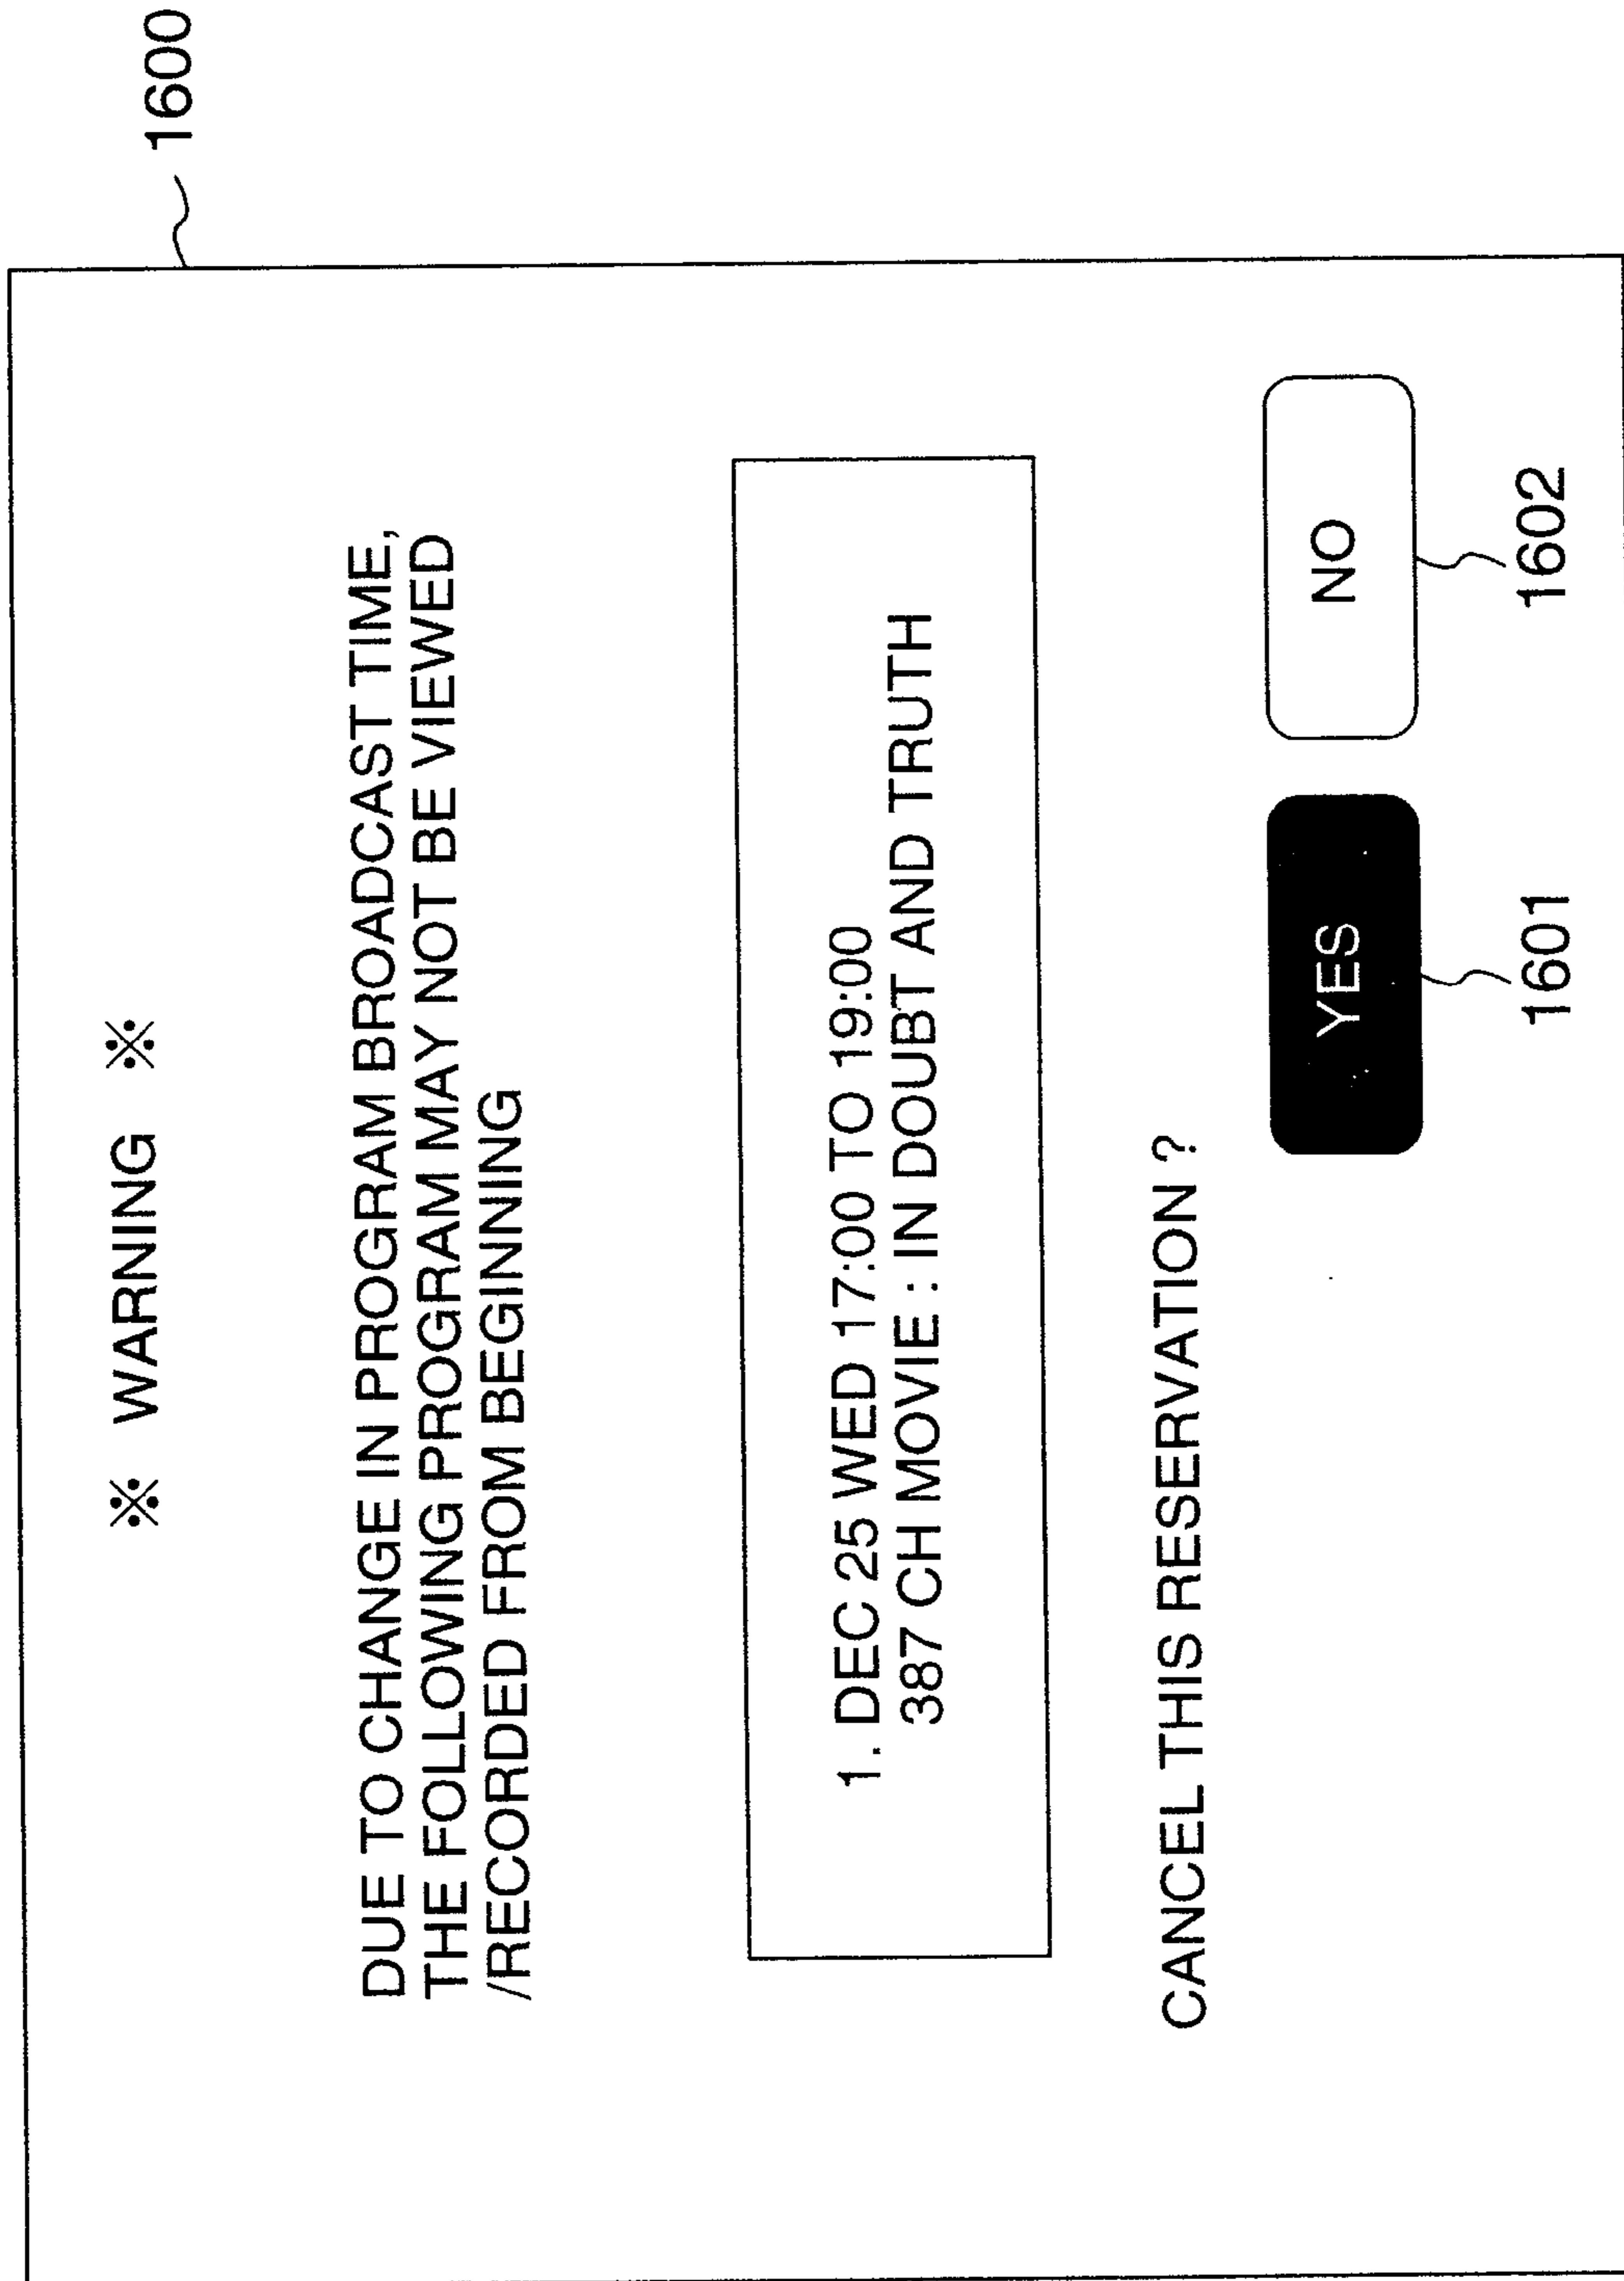 1600
※ WARNING ※
DUE TO CHANGE IN PROGRAM BROADCAST TIME,
THE FOLLOWING PROGRAM MAY NOT BE VIEWED
/RECORDED FROM BEGINNING
1. DEC 25 WED 17:00 TO 19:00
387 CH MOVIE : IN DOUBT AND TRUTH
CANCEL THIS RESERVATION ?
YES NO
1601 1602